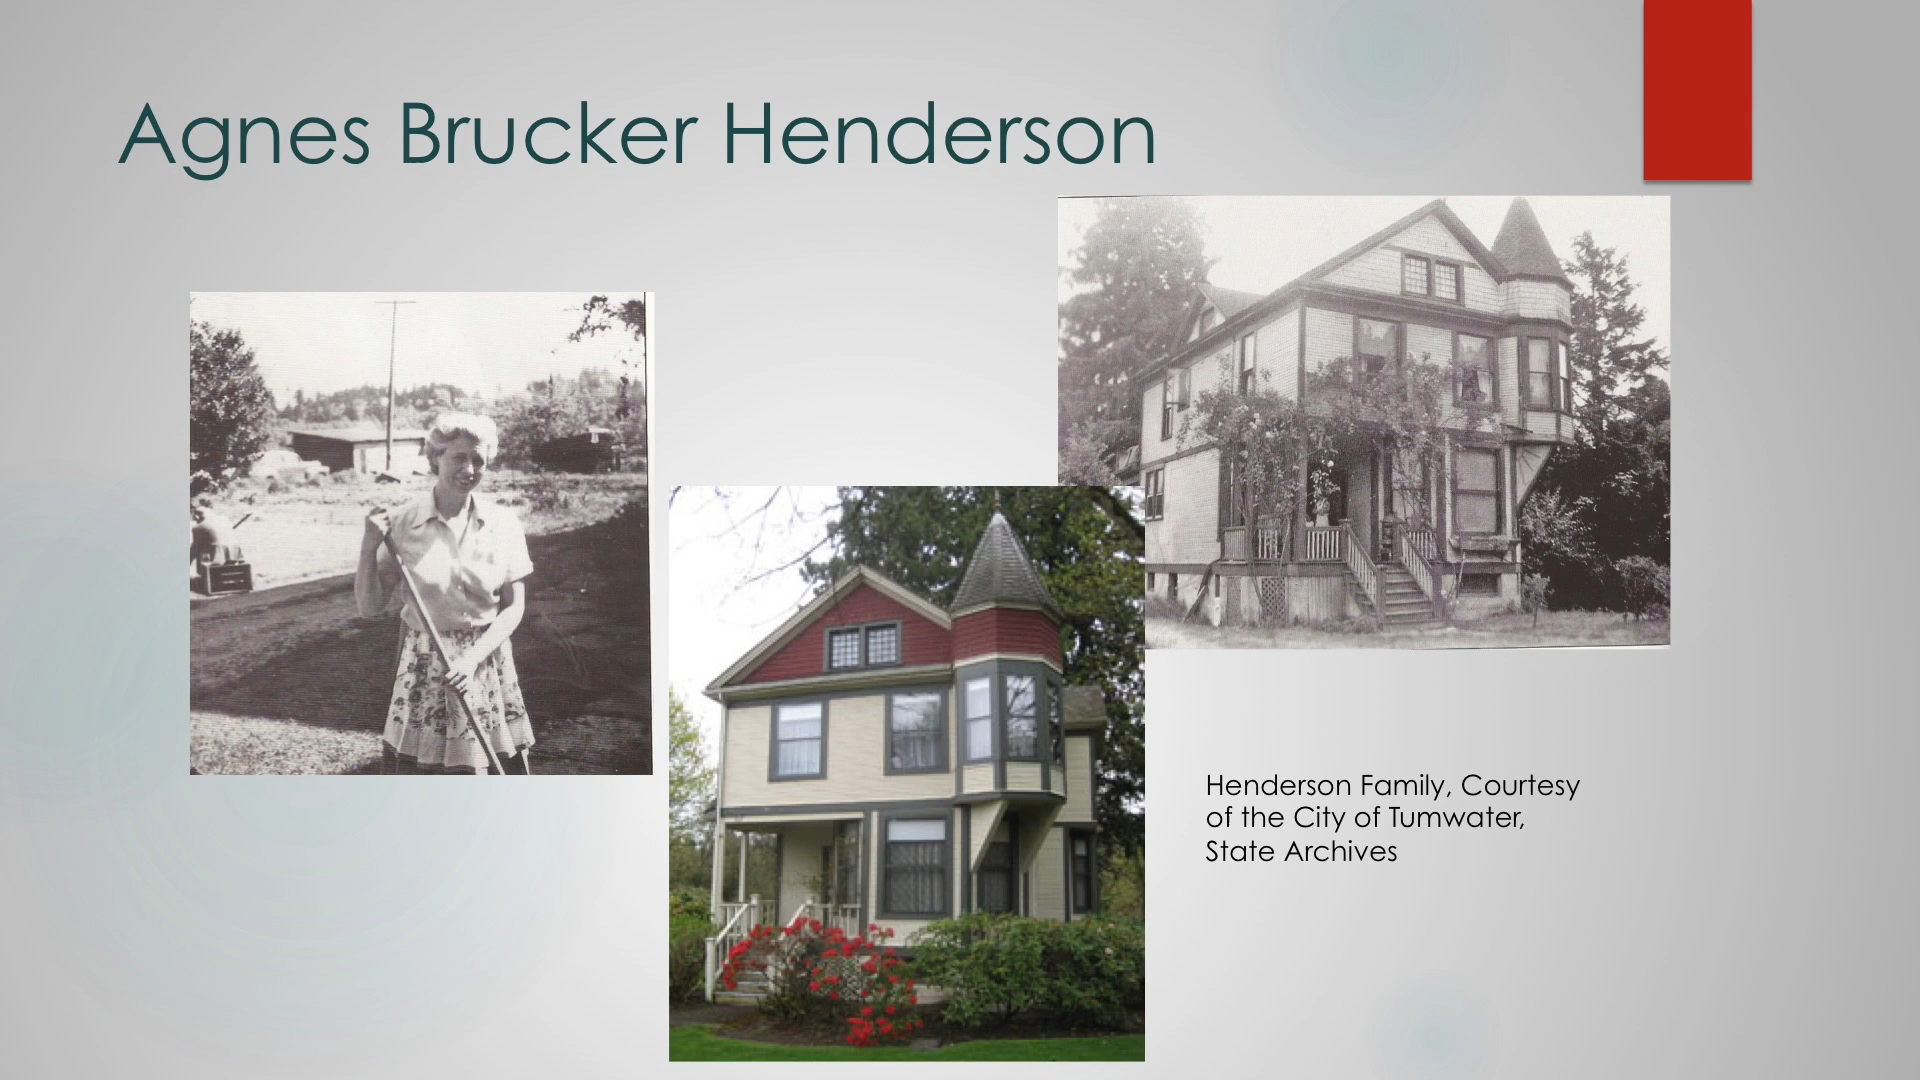 Agnes Brucker Henderson
Henderson Family, Courtesy
of the City of Tumwater,
State Archives